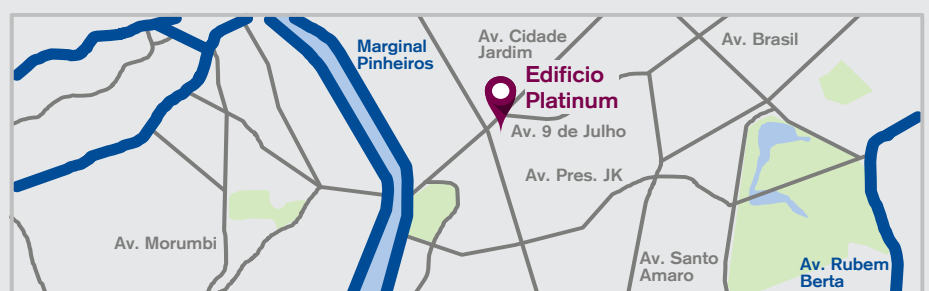 Av. Cidade
Jardim
Av. Brasil
Marginal
Pinheiros
Edificio
Platinum
Av. 9 de Julho
Av. Pres. JK
Av. Morumbi
Av. Santo
Amaro
Av. Rubem
Berta